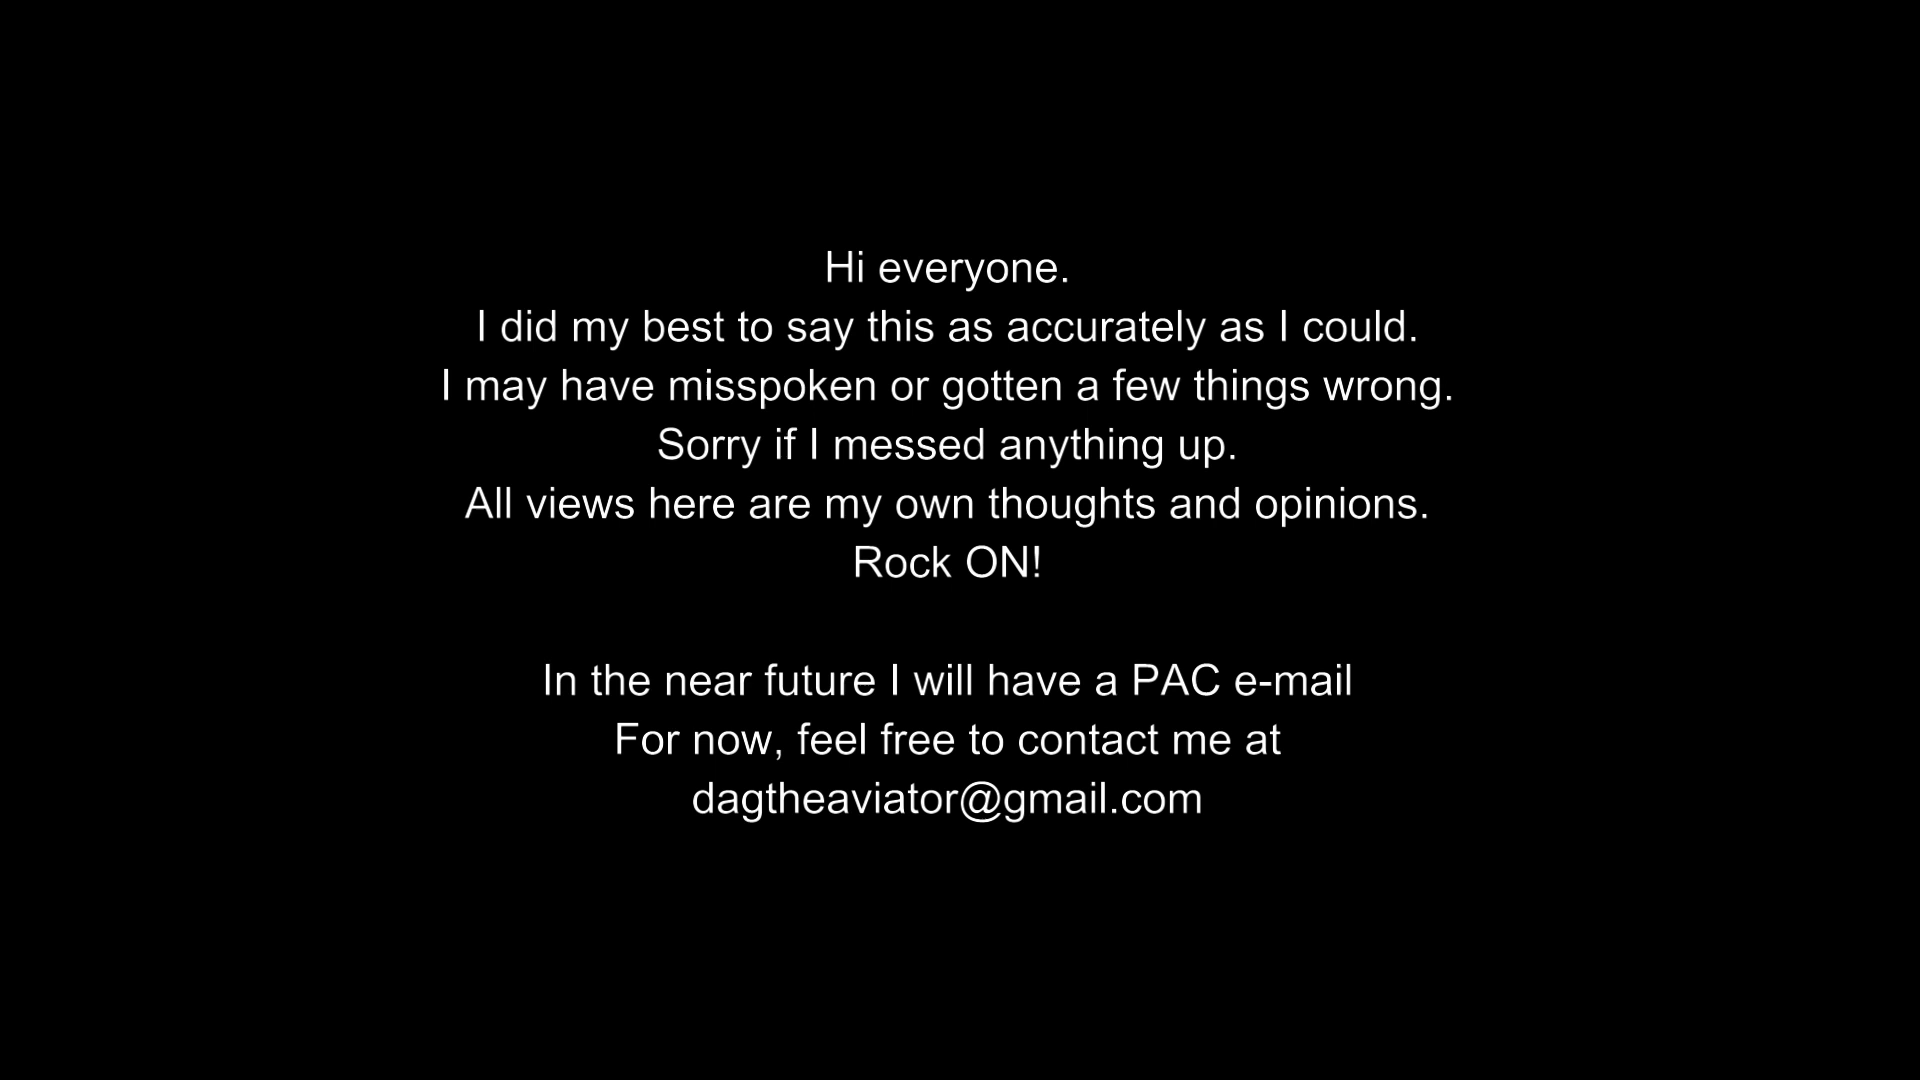 Hi everyone.
I did my best to say this as accurately as I could.
I may have misspoken or gotten a few things wrong.
Sorry if I messed anything up.
All views here are my own thoughts and opinions.
Rock ON!
In the near future I will have a PAC e-mail
For now, feel free to contact me at
dagtheaviator@gmail.com